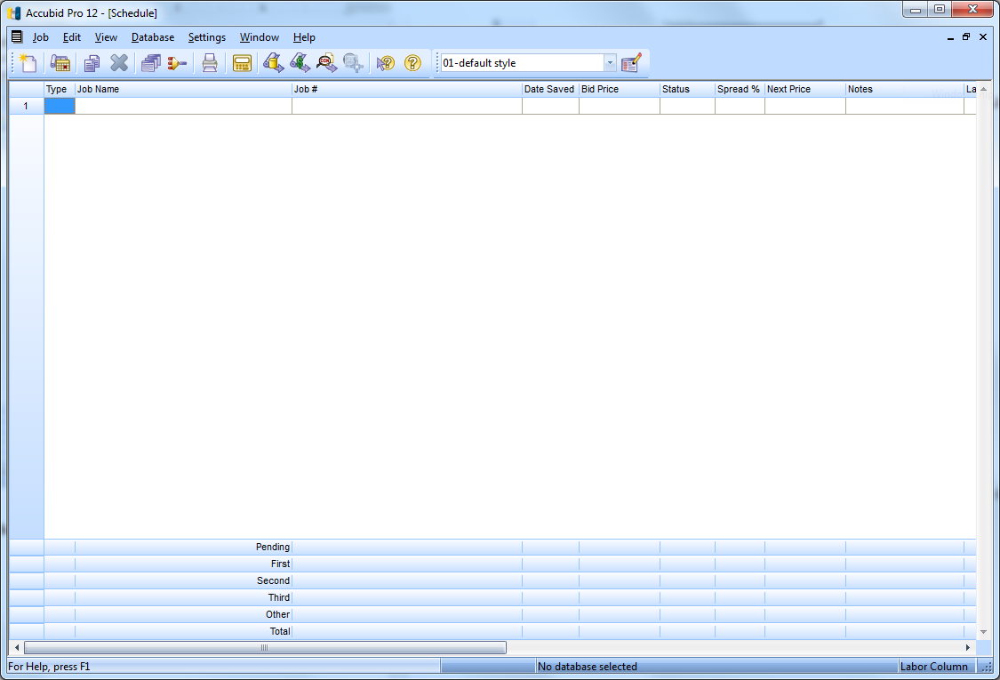 Accubid Pro 12 - [Schedule]
Job Edit View Database Settings Window Help
01-default style
Type Job Name Job # Date Saved Bid Price Status Spread % Next Price Notes La
1
Pending
First
Second
Third
Other
Total
For Help, press F1 No database selected Labor Column